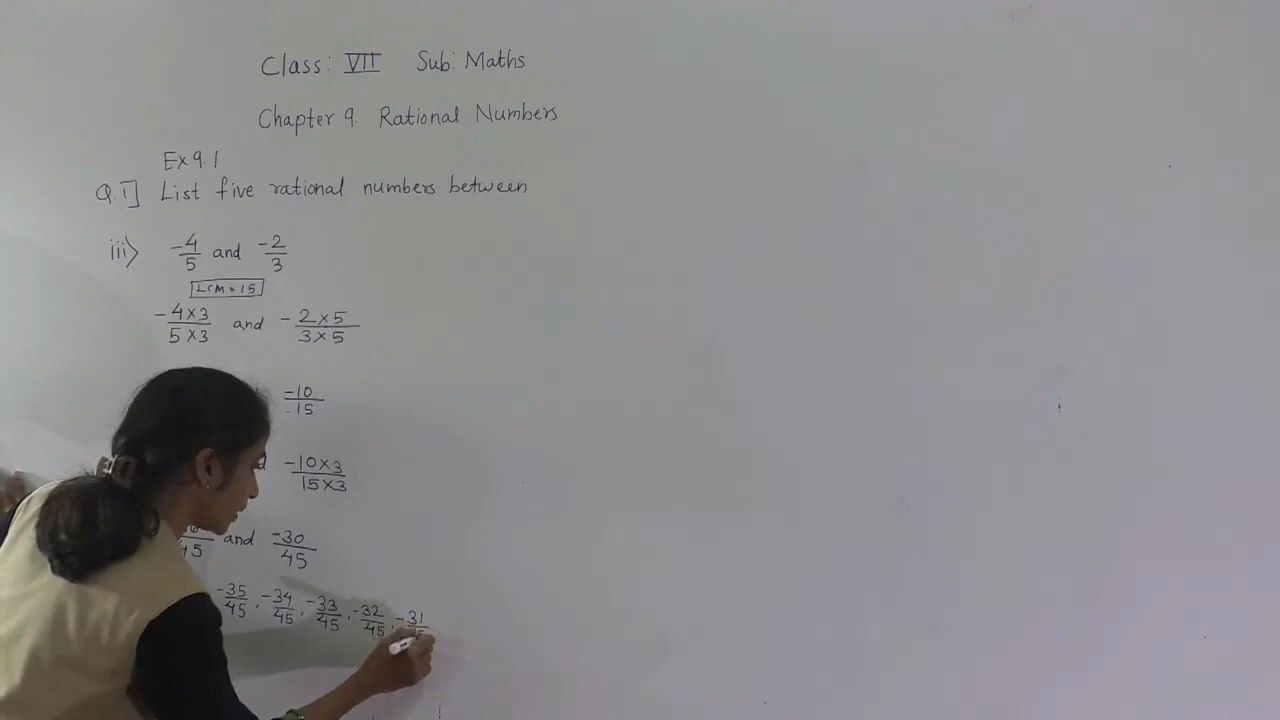 Class: VII Sub: Maths
Chapter 9. Rational Numbers
Ex 9.1
Q.1] List five rational numbers between
iii> -4/5 and -2/3
LCM = 15
-4×3/5×3 and -2×5/3×5
-10/15
-10×3/15×3
45 and -30/45
-35/45, -34/45, -33/45, -32/45, -31